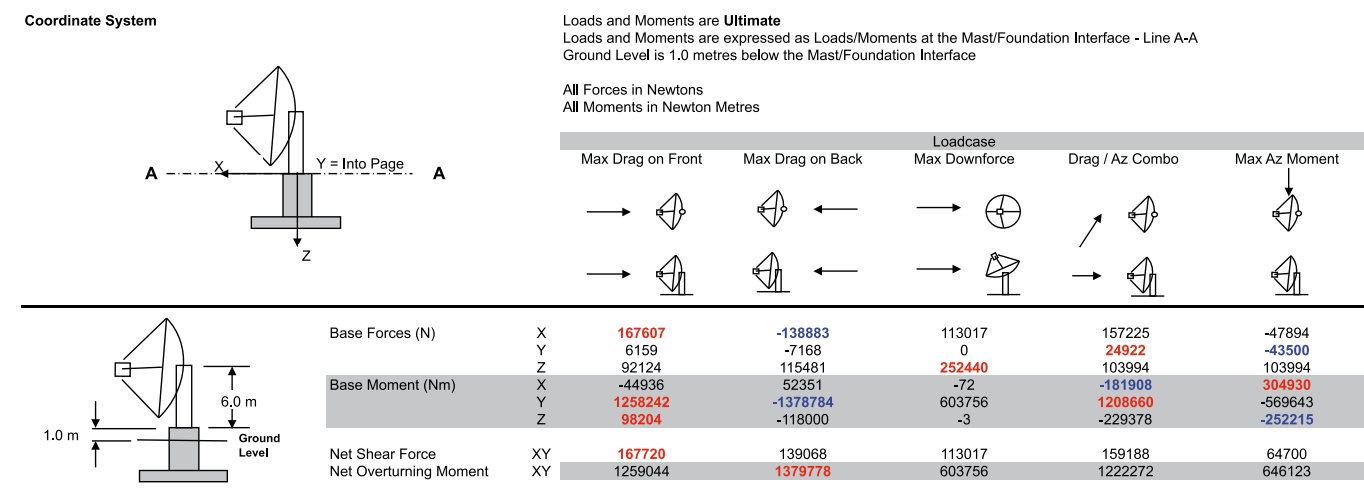 Coordinate System
Loads and Moments are Ultimate
Loads and Moments are expressed as Loads/Moments at the Mast/Foundation Interface - Line A-A
Ground Level is 1.0 metres below the Mast/Foundation Interface
All Forces in Newtons
All Moments in Newton Metres
A X Y = Into Page A
Z
Loadcase
Max Drag on Front Max Drag on Back Max Downforce Drag / Az Combo Max Az Moment
6.0 m
1.0 m
Ground
Level
Base Forces (N) X 167607 -138883 113017 157225 -47894
Y 6159 -7168 0 24922 -43500
Z 92124 115481 252440 103994 103994
Base Moment (Nm) X -44936 52351 -72 -181908 304930
Y 1258242 -1378784 603756 1208660 -569643
Z 98204 -118000 -3 -229378 -252215
Net Shear Force XY 167720 139068 113017 159188 64700
Net Overturning Moment XY 1259044 1379778 603756 1222272 646123